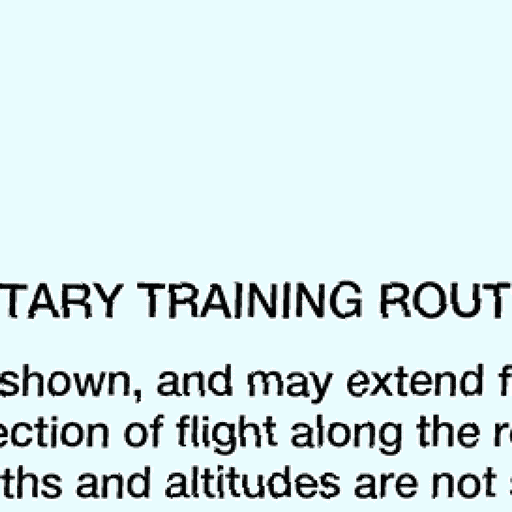 TARY TRAINING ROUT
shown, and may extend f
ection of flight along the r
ths and altitudes are not